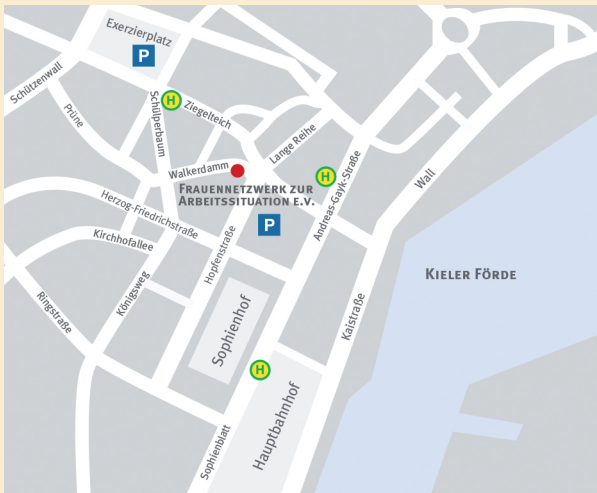 Exerzierplatz
P
Schützenwall
Prüne
Schülperbaum
H
Ziegelteich
Lange Reihe
Walkerdamm
H
Andreas-Gayk-Straße
Wall
Frauennetzwerk zur
Arbeitssituation e.V.
P
Herzog-Friedrichstraße
Kirchhofallee
Hopfenstraße
Königsweg
Ringstraße
Kieler Förde
Kaistraße
Sophienhof
H
Hauptbahnhof
Sophienblatt